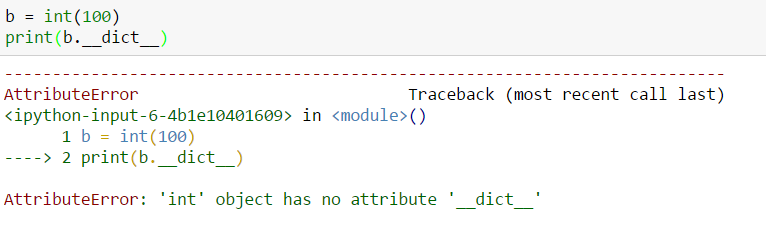 b = int(100)
print(b.__dict__)
---------------------------------------------------------------------------
AttributeError                            Traceback (most recent call last)
<ipython-input-6-4b1e10401609> in <module>()
      1 b = int(100)
----> 2 print(b.__dict__)
AttributeError: 'int' object has no attribute '__dict__'